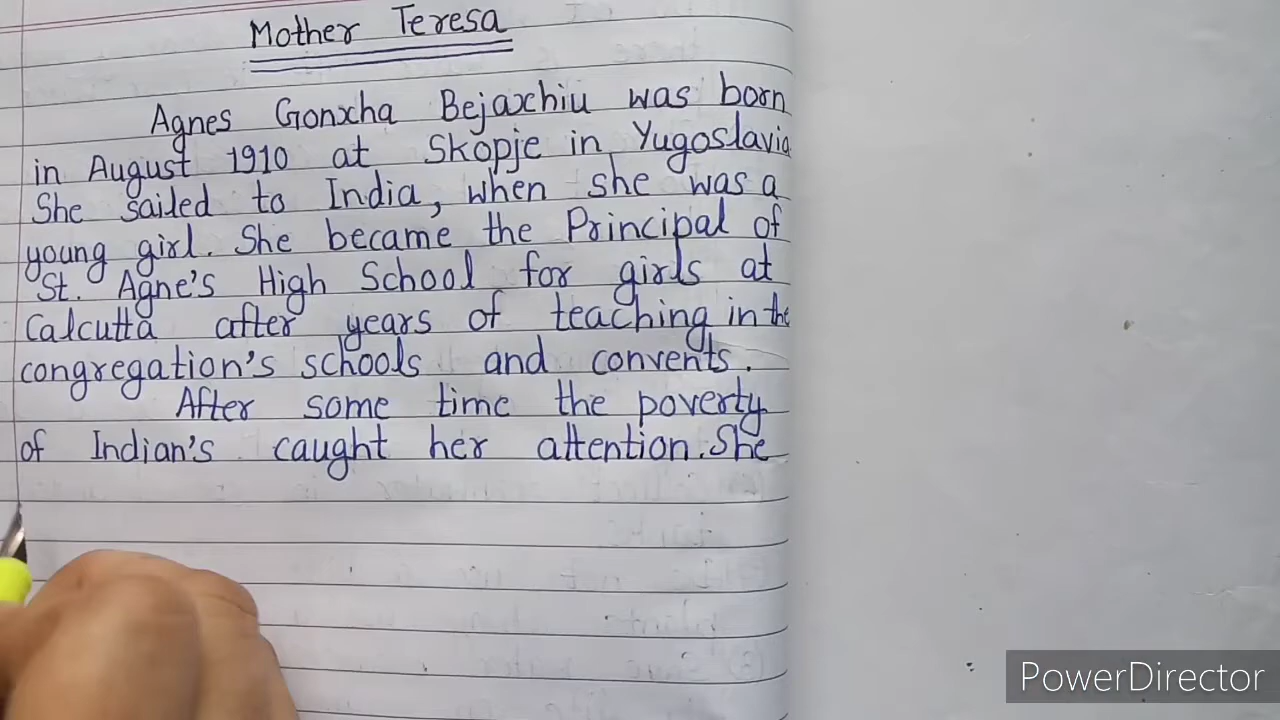 Mother Teresa
Agnes Gonxha Bejaxhiu was born
in August 1910 at Skopje in Yugoslavia
She sailed to India, when she was a
young girl. She became the Principal of
St. Agne's High School for girls at
Calcutta after years of teaching in the
congregation's schools and convents.
After some time the poverty
of Indian's caught her attention. She
PowerDirector